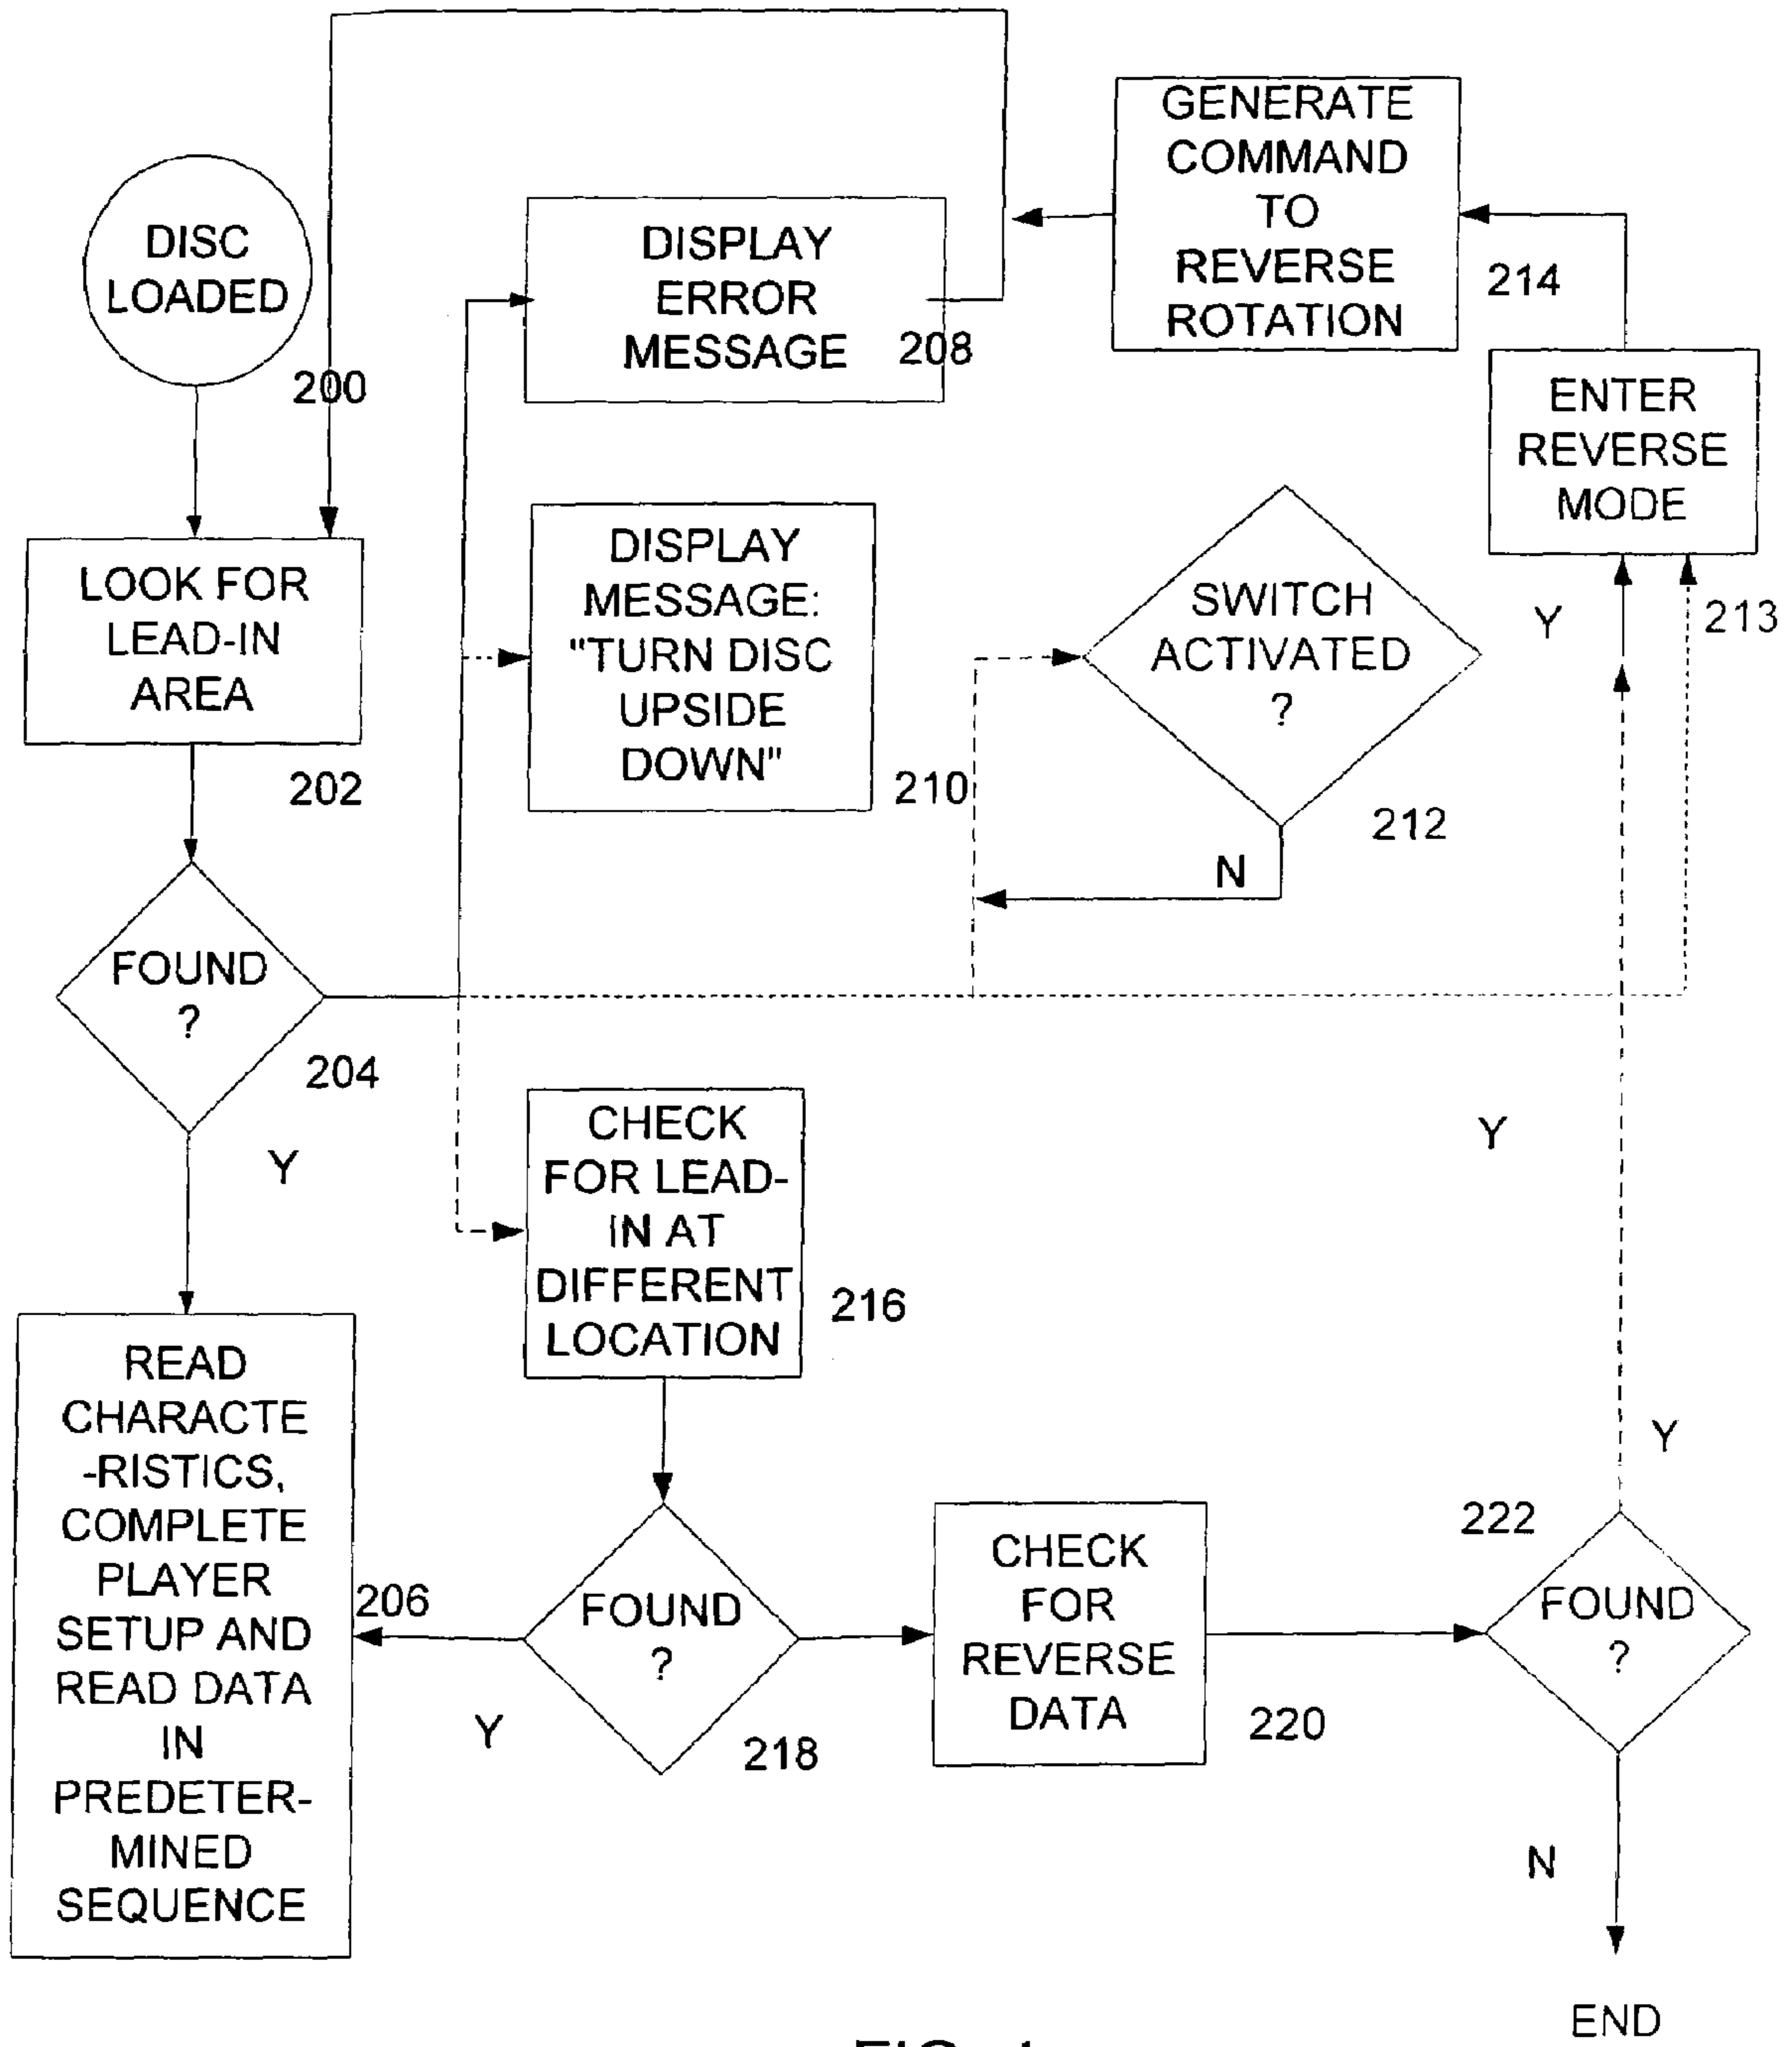 GENERATE
COMMAND
TO
REVERSE
ROTATION
214
DISC
LOADED
200
DISPLAY
ERROR
MESSAGE
208
ENTER
REVERSE
MODE
213
LOOK FOR
LEAD-IN
AREA
202
DISPLAY
MESSAGE:
"TURN DISC
UPSIDE
DOWN"
210
SWITCH
ACTIVATED
?
212
N
Y
FOUND
?
204
Y
CHECK
FOR LEAD-
IN AT
DIFFERENT
LOCATION
216
Y
Y
READ
CHARACTE
-RISTICS,
COMPLETE
PLAYER
SETUP AND
READ DATA
IN
PREDETER-
MINED
SEQUENCE
206
Y
FOUND
?
218
CHECK
FOR
REVERSE
DATA
220
222
FOUND
?
N
END